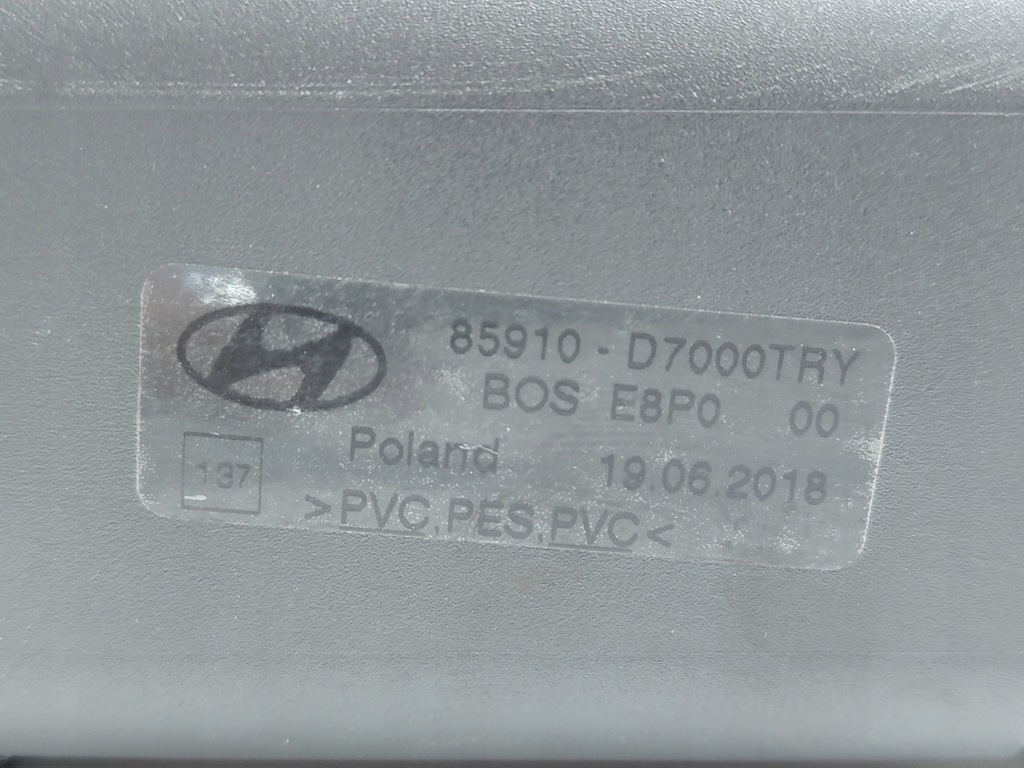 85910 - D7000TRY
BOS E8P0 00
Poland 19.06.2018
137
>PVC,PES,PVC<